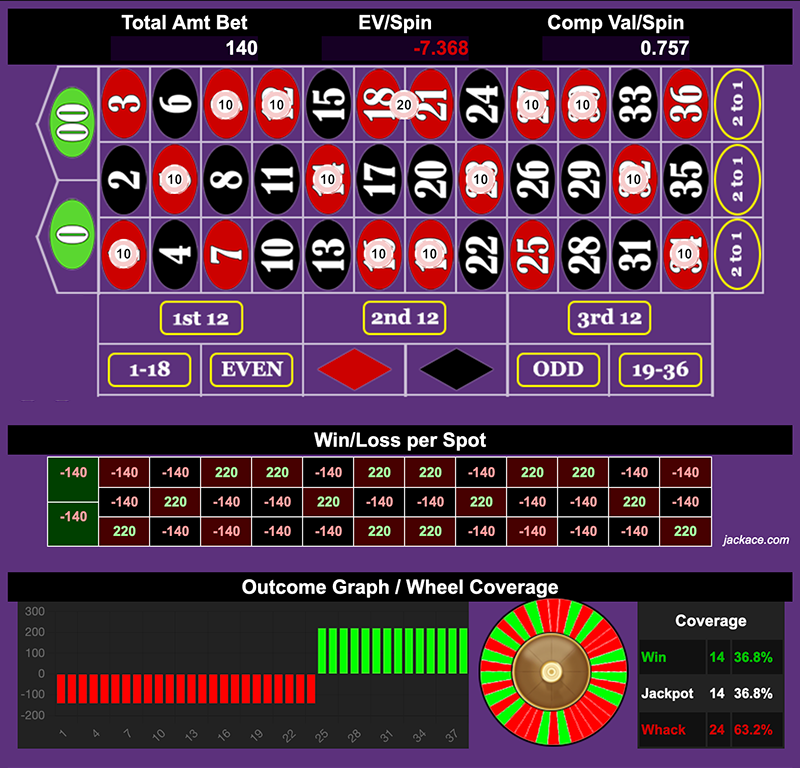 Total Amt Bet EV/Spin Comp Val/Spin
140 -7.368 0.757
00 3 6 10 10 15 18 20 21 24 10 10 33 36 2 to 1
2 10 8 11 10 17 20 10 26 29 10 35 2 to 1
0 10 4 7 10 13 10 10 22 25 28 31 10 2 to 1
1st 12 2nd 12 3rd 12
1-18 EVEN ODD 19-36
Win/Loss per Spot
-140 -140 -140 220 220 -140 220 220 -140 220 220 -140 -140
-140 220 -140 -140 220 -140 -140 220 -140 -140 220 -140
-140 220 -140 -140 -140 -140 220 220 -140 -140 -140 -140 220
jackace.com
Outcome Graph / Wheel Coverage
300
200
100
0
-100
-200
1 4 7 10 13 16 19 22 25 28 31 34 37
Coverage
Win 14 36.8%
Jackpot 14 36.8%
Whack 24 63.2%